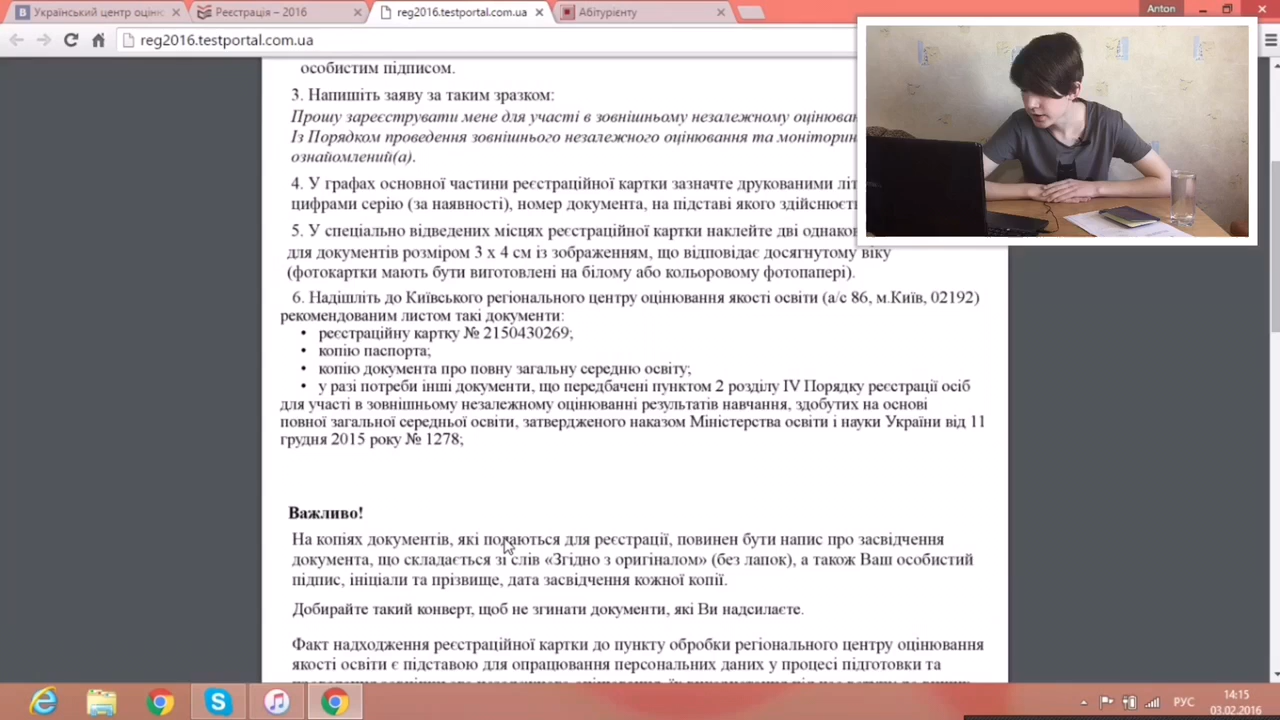 Український центр оціню
Реєстрація – 2016
reg2016.testportal.com.ua
Абітурієнту
Anton
reg2016.testportal.com.ua
особистим підписом.
3. Напишіть заяву за таким зразком:
Прошу зареєструвати мене для участі в зовнішньому незалежному оцінюван
Із Порядком проведення зовнішнього незалежного оцінювання та моніторин
ознайомлений(а).
4. У графах основної частини реєстраційної картки зазначте друкованими літ
цифрами серію (за наявності), номер документа, на підставі якого здійснюєть
5. У спеціально відведених місцях реєстраційної картки наклейте дві однаков
для документів розміром 3 х 4 см із зображенням, що відповідає досягнутому віку
(фотокартки мають бути виготовлені на білому або кольоровому фотопапері).
6. Надішліть до Київського регіонального центру оцінювання якості освіти (а/с 86, м.Київ, 02192)
рекомендованим листом такі документи:
• реєстраційну картку № 2150430269;
• копію паспорта;
• копію документа про повну загальну середню освіту;
• у разі потреби інші документи, що передбачені пунктом 2 розділу IV Порядку реєстрації осіб
для участі в зовнішньому незалежному оцінюванні результатів навчання, здобутих на основі
повної загальної середньої освіти, затвердженого наказом Міністерства освіти і науки України від 11
грудня 2015 року № 1278;
Важливо!
На копіях документів, які подаються для реєстрації, повинен бути напис про засвідчення
документа, що складається зі слів «Згідно з оригіналом» (без лапок), а також Ваш особистий
підпис, ініціали та прізвище, дата засвідчення кожної копії.
Добирайте такий конверт, щоб не згинати документи, які Ви надсилаєте.
Факт надходження реєстраційної картки до пункту обробки регіонального центру оцінювання
якості освіти є підставою для опрацювання персональних даних у процесі підготовки та
РУС
14:15
03.02.2016